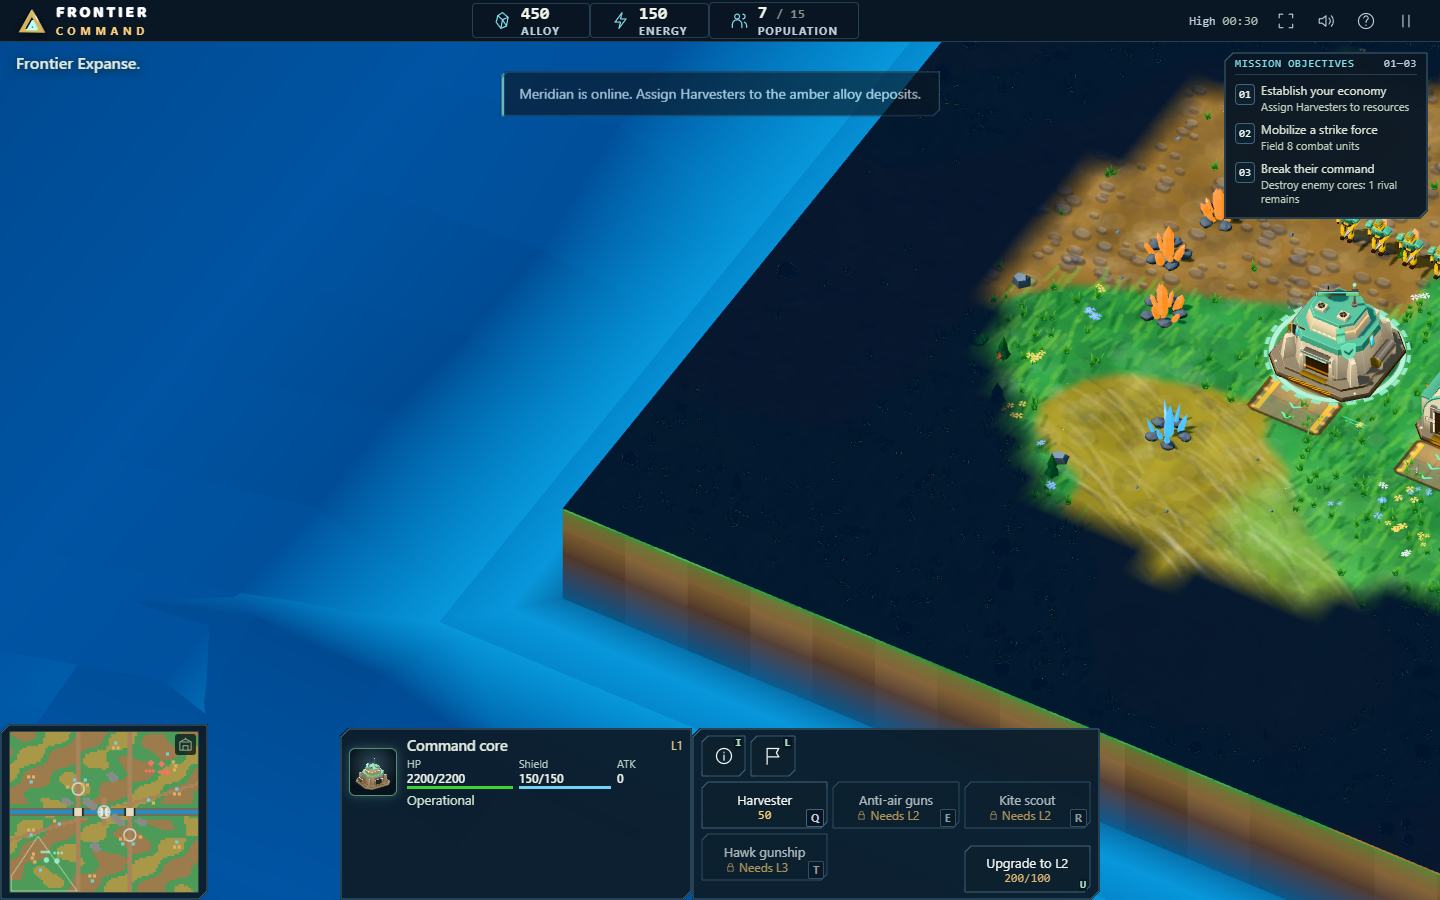 FRONTIER
COMMAND
450
ALLOY
150
ENERGY
7 / 15
POPULATION
High 00:30
Frontier Expanse.
Meridian is online. Assign Harvesters to the amber alloy deposits.
MISSION OBJECTIVES 01—03
01 Establish your economy
Assign Harvesters to resources
02 Mobilize a strike force
Field 8 combat units
03 Break their command
Destroy enemy cores: 1 rival
remains
Command core L1
HP Shield ATK
2200/2200 150/150 0
Operational
I L
Harvester
50 Q
Anti-air guns
Needs L2 E
Kite scout
Needs L2 R
Hawk gunship
Needs L3 T
Upgrade to L2
200/100 U